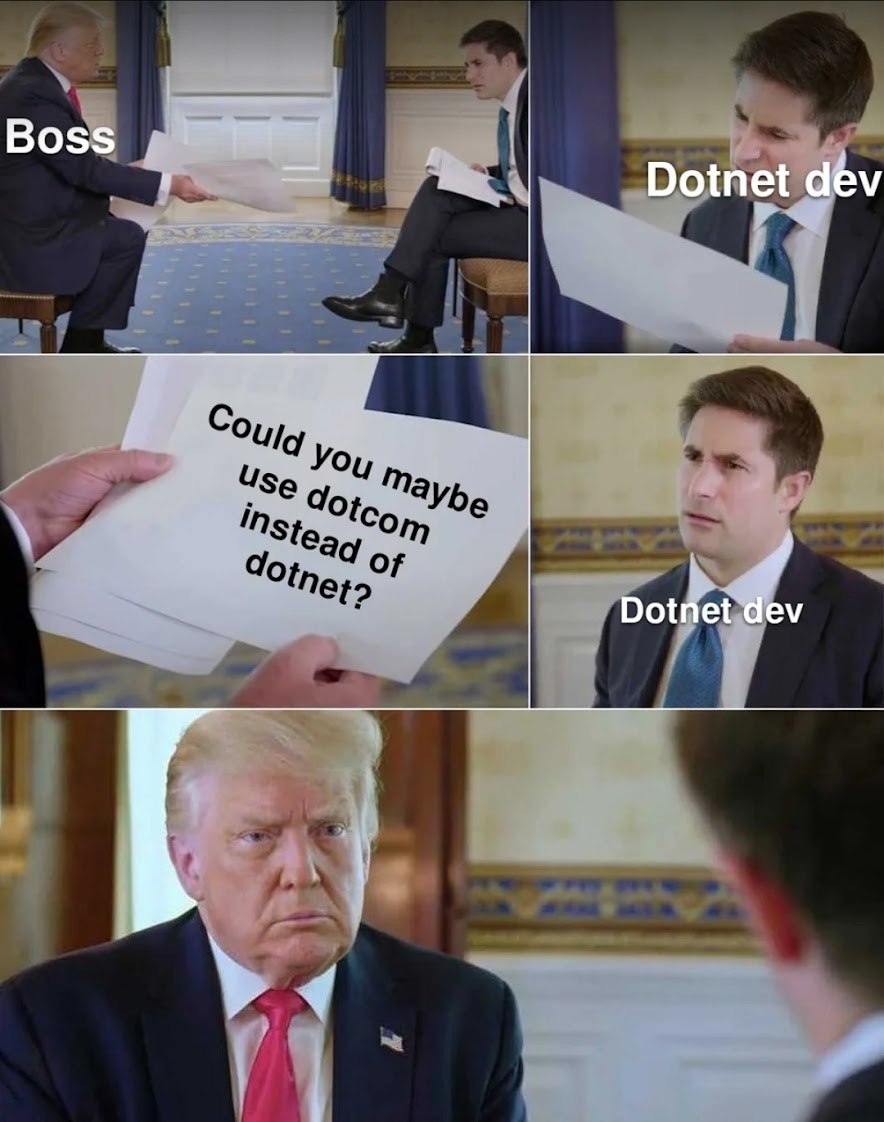 Boss
Dotnet dev
Could you maybe
use dotcom
instead of
dotnet?
Dotnet dev